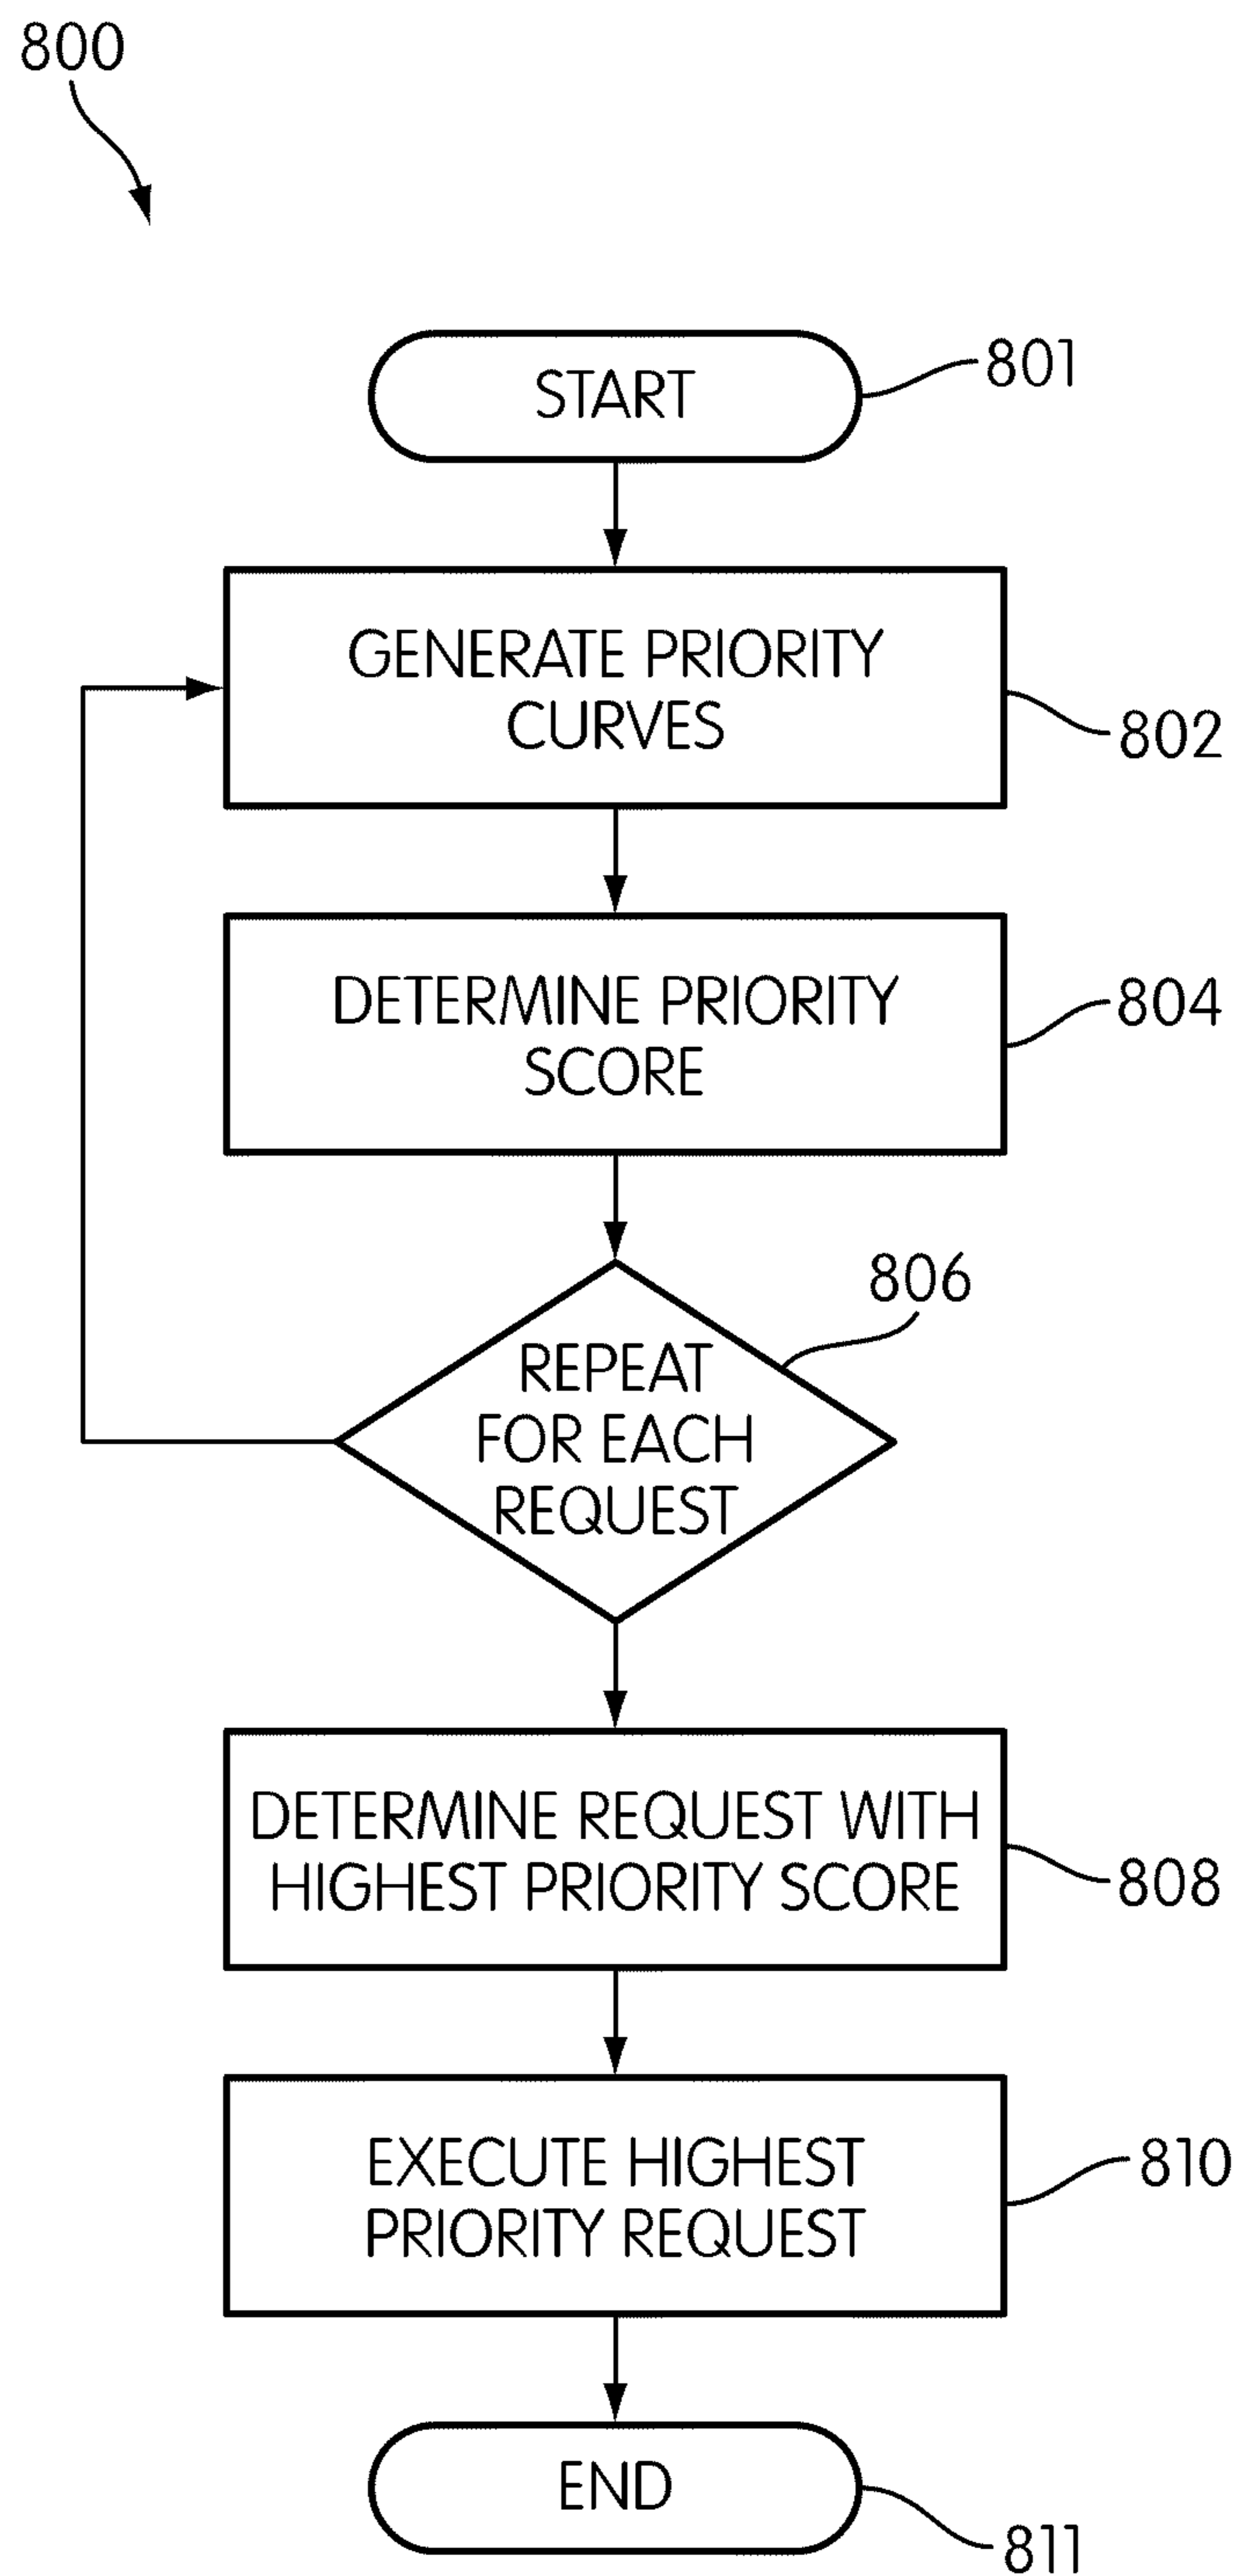 800
START
801
GENERATE PRIORITY
CURVES
802
DETERMINE PRIORITY
SCORE
804
806
REPEAT
FOR EACH
REQUEST
DETERMINE REQUEST WITH
HIGHEST PRIORITY SCORE
808
EXECUTE HIGHEST
PRIORITY REQUEST
810
END
811